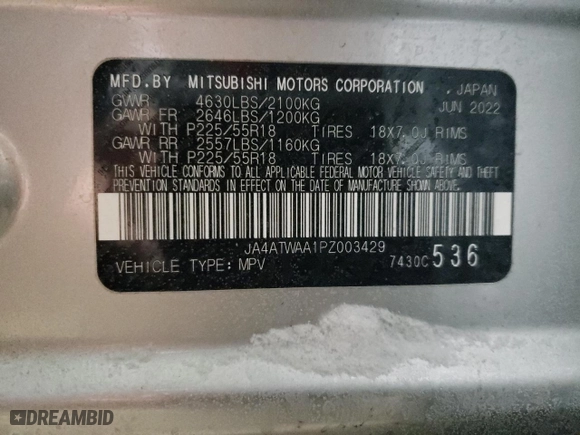 MFD.BY MITSUBISHI MOTORS CORPORATION , JAPAN
GVWR 4630LBS/2100KG JUN 2022
GAWR FR 2646LBS/1200KG
WITH P225/55R18 TIRES 18X7.0J RIMS
GAWR RR 2557LBS/1160KG
WITH P225/55R18 TIRES 18X7.0J RIMS
THIS VEHICLE CONFORMS TO ALL APPLICABLE FEDERAL MOTOR VEHICLE SAFETY AND THEFT
PREVENTION STANDARDS IN EFFECT ON THE DATE OF MANUFACTURE SHOWN ABOVE.
JA4ATWAA1PZ003429
VEHICLE TYPE: MPV 7430C 536
DREAMBID